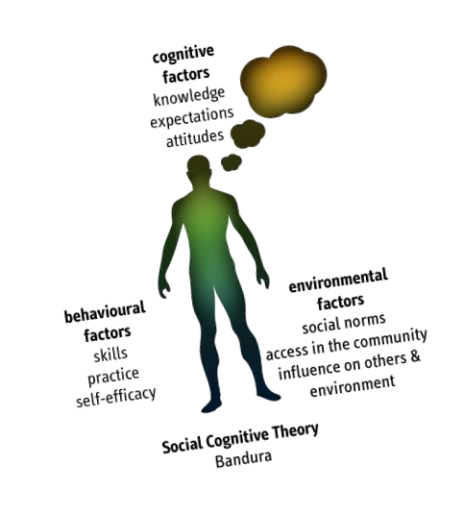 cognitive
factors
knowledge
expectations
attitudes
behavioural
factors
skills
practice
self-efficacy
environmental
factors
social norms
access in the community
influence on others &
environment
Social Cognitive Theory
Bandura